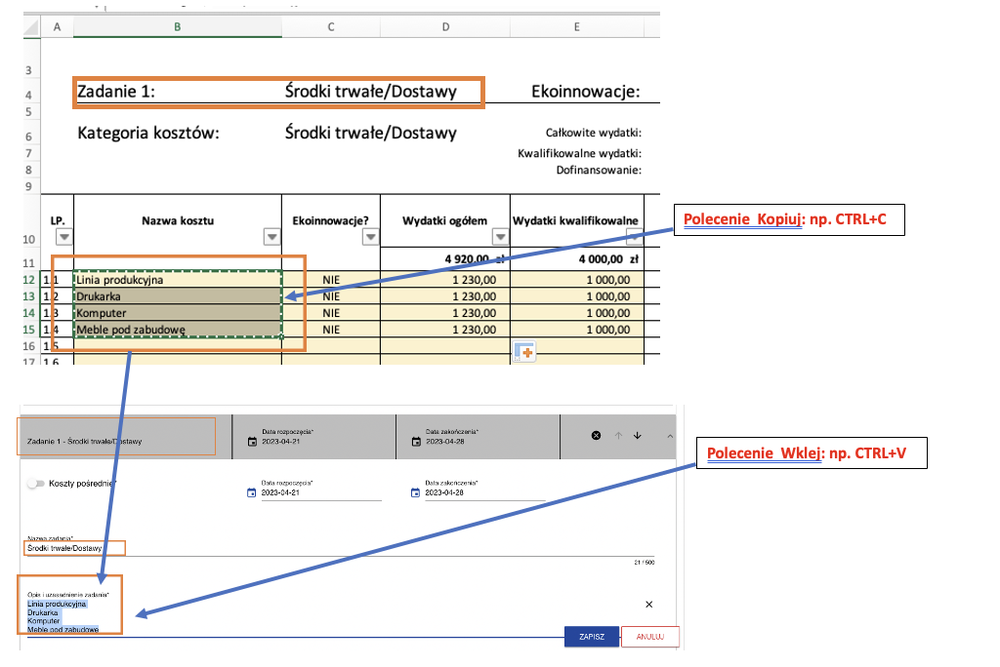 A B C D E
3
4 Zadanie 1: Środki trwałe/Dostawy Ekoinnowacje:
5
6 Kategoria kosztów: Środki trwałe/Dostawy Całkowite wydatki:
7 Kwalifikowalne wydatki:
8 Dofinansowanie:
9
10 LP. Nazwa kosztu Ekoinnowacje? Wydatki ogółem Wydatki kwalifikowalne
Polecenie Kopiuj: np. CTRL+C
11 4 920,00 zł 4 000,00 zł
12 1.1 Linia produkcyjna NIE 1 230,00 1 000,00
13 1.2 Drukarka NIE 1 230,00 1 000,00
14 1.3 Komputer NIE 1 230,00 1 000,00
15 1.4 Meble pod zabudowę NIE 1 230,00 1 000,00
16 1.5
17 1.6
Zadanie 1 - Środki trwałe/Dostawy
Data rozpoczęcia*
2023-04-21
Data zakończenia*
2023-04-28
Polecenie Wklej: np. CTRL+V
Koszty pośrednie*
Data rozpoczęcia*
2023-04-21
Data zakończenia*
2023-04-28
Nazwa zadania*
Środki trwałe/Dostawy
21 / 500
Opis i uzasadnienie zadania*
Linia produkcyjna
Drukarka
Komputer
Meble pod zabudowę
ZAPISZ ANULUJ